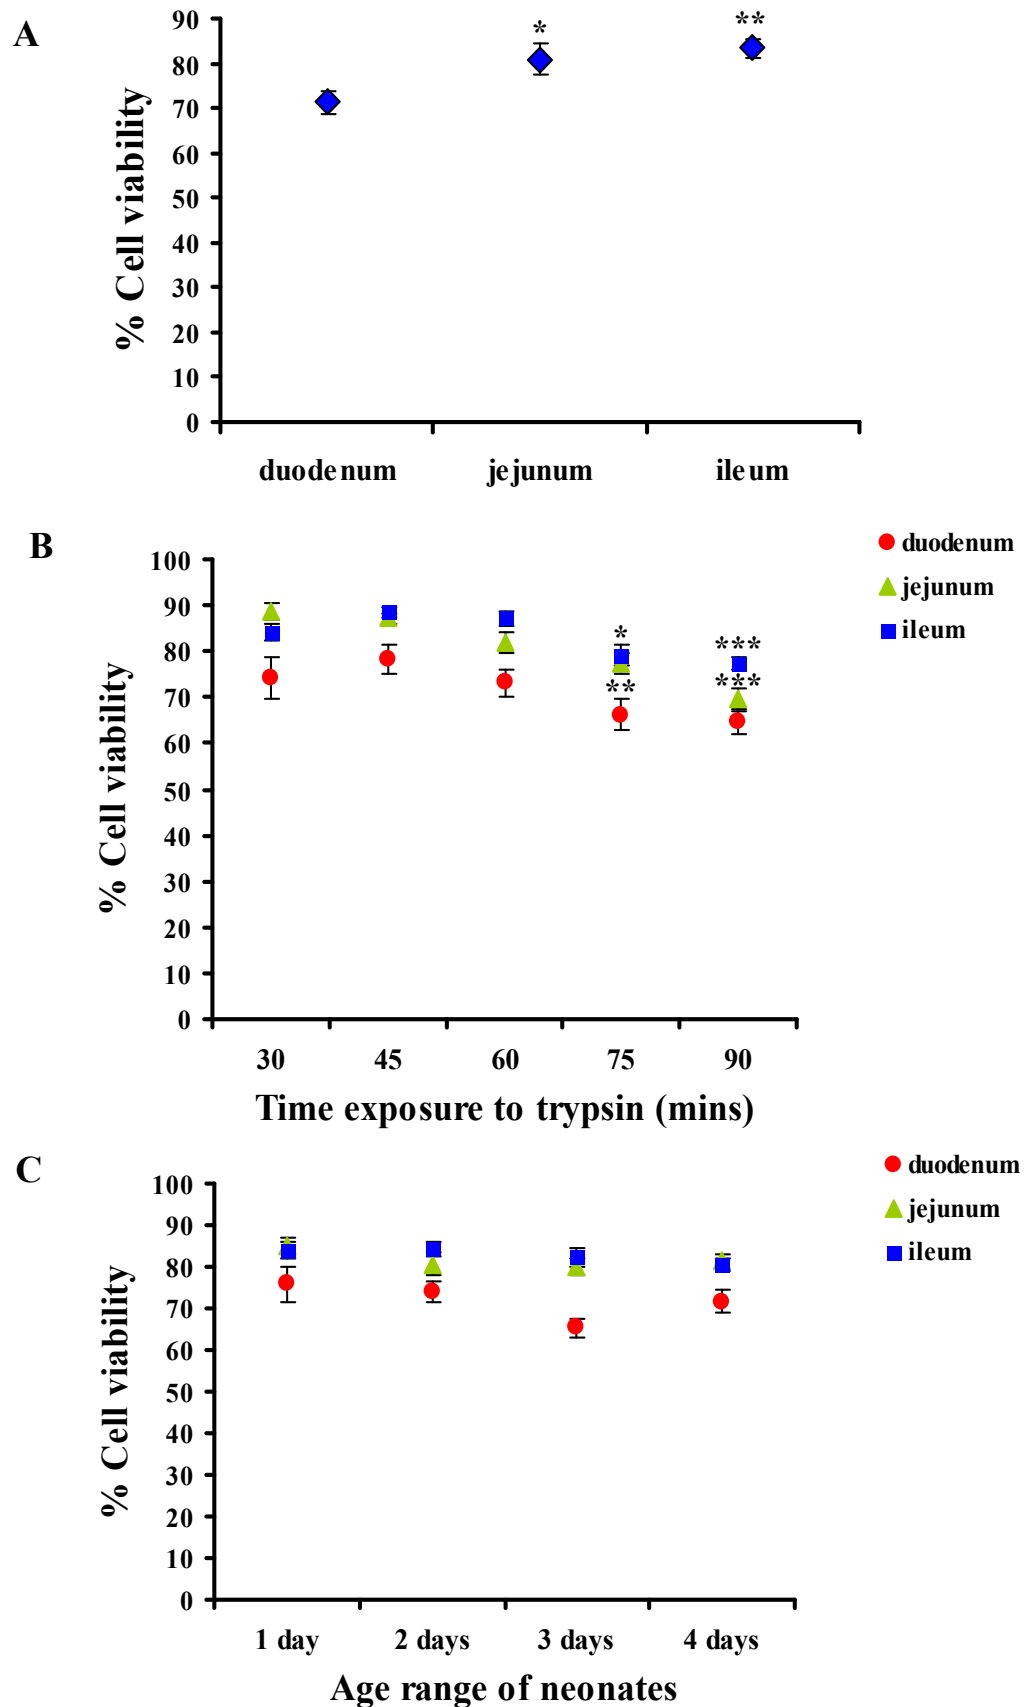 A
90
80
70
60
50
40
30
20
10
0
% Cell viability
*
**
duodenum jejunum ileum
B
duodenum
jejunum
ileum
100
90
80
70
60
50
40
30
20
10
0
% Cell viability
*
**
***
***
30 45 60 75 90
Time exposure to trypsin (mins)
C
duodenum
jejunum
ileum
100
90
80
70
60
50
40
30
20
10
0
% Cell viability
1 day 2 days 3 days 4 days
Age range of neonates